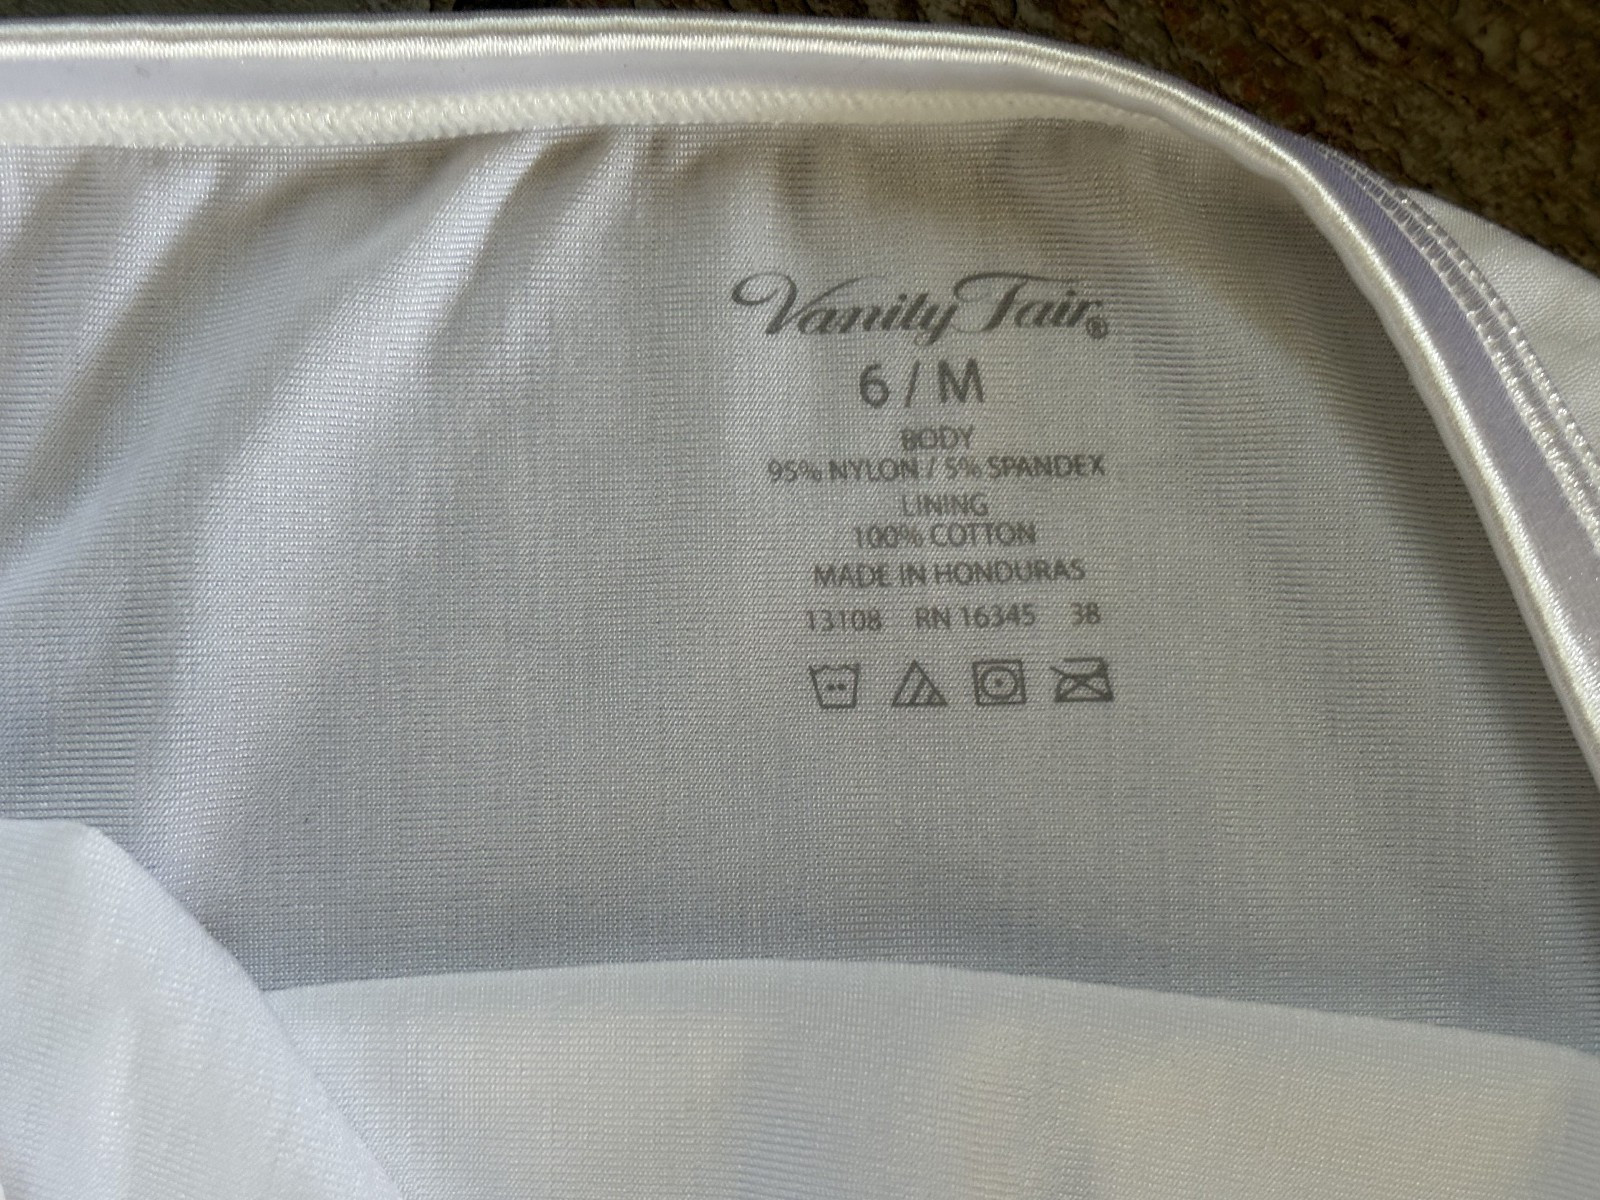 Vanity Fair®
6 / M
BODY
95% NYLON / 5% SPANDEX
LINING
100% COTTON
MADE IN HONDURAS
13108 RN 16345 38